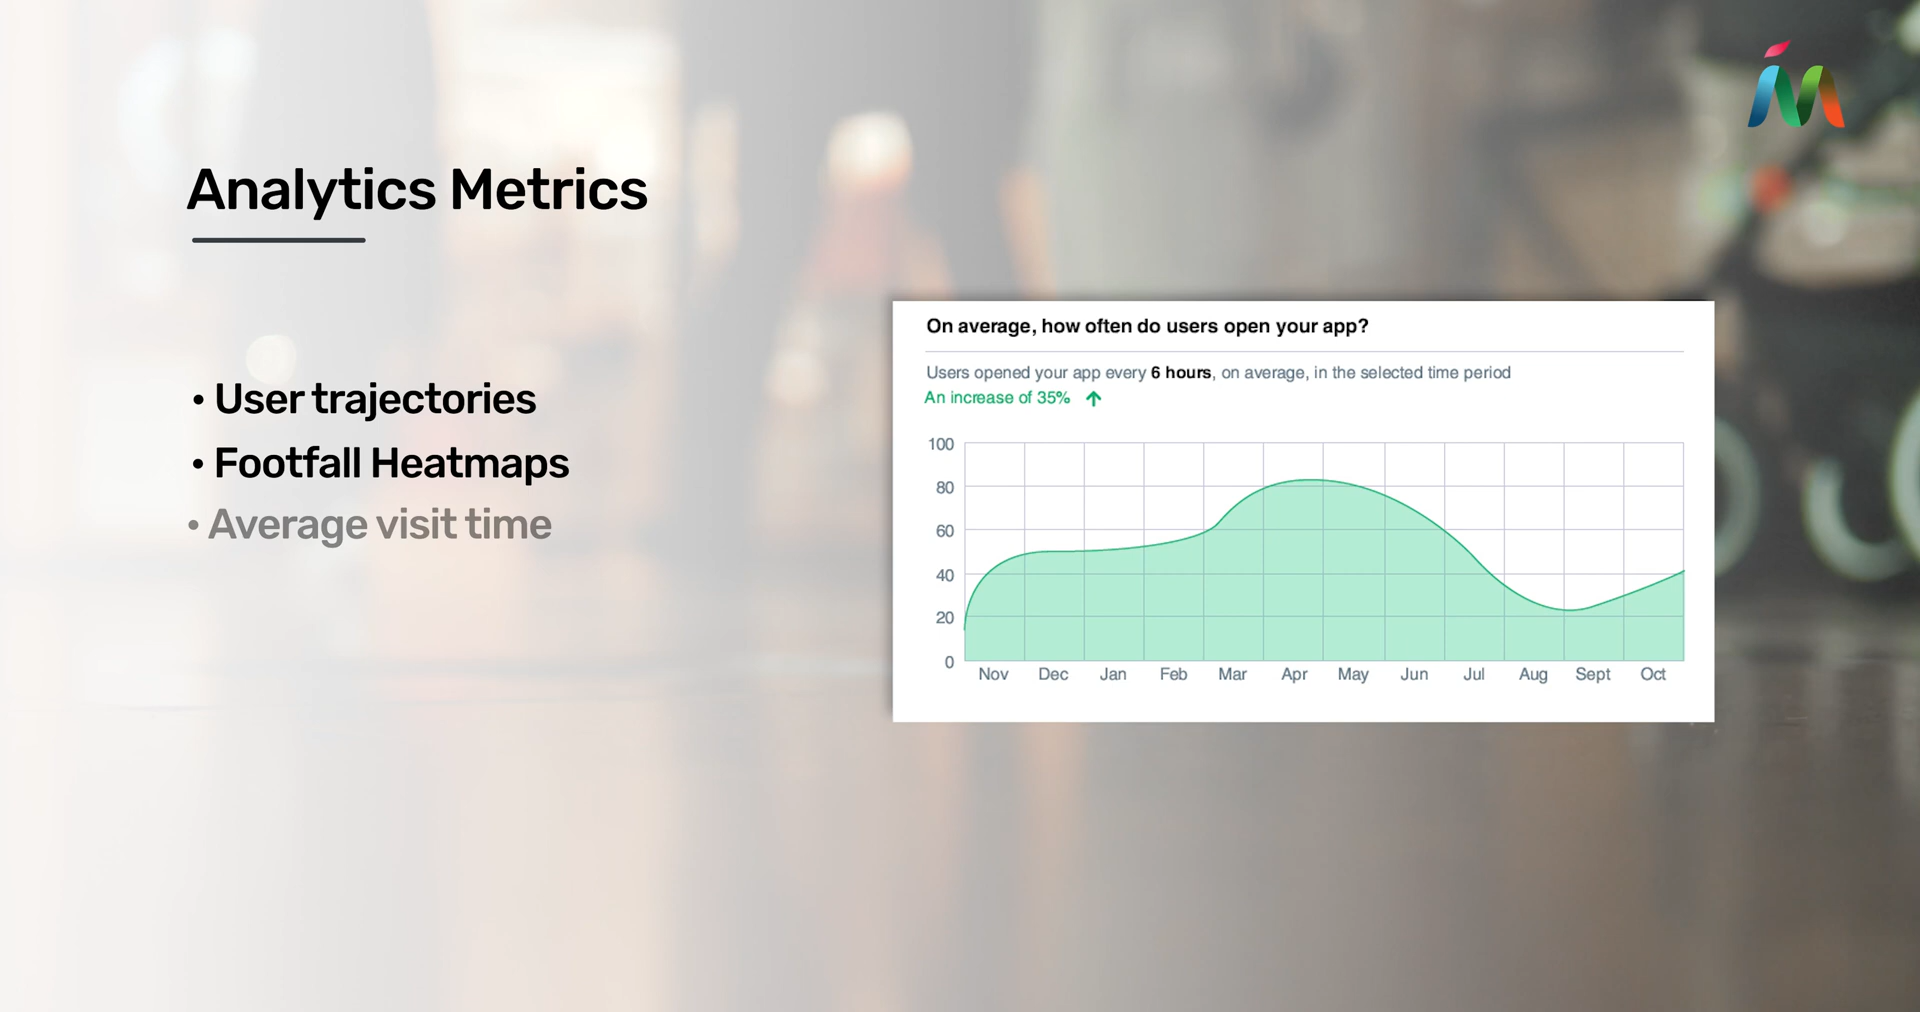 Analytics Metrics
• User trajectories
• Footfall Heatmaps
• Average visit time
On average, how often do users open your app?
Users opened your app every 6 hours, on average, in the selected time period
An increase of 35%
100
80
60
40
20
0
Nov Dec Jan Feb Mar Apr May Jun Jul Aug Sept Oct